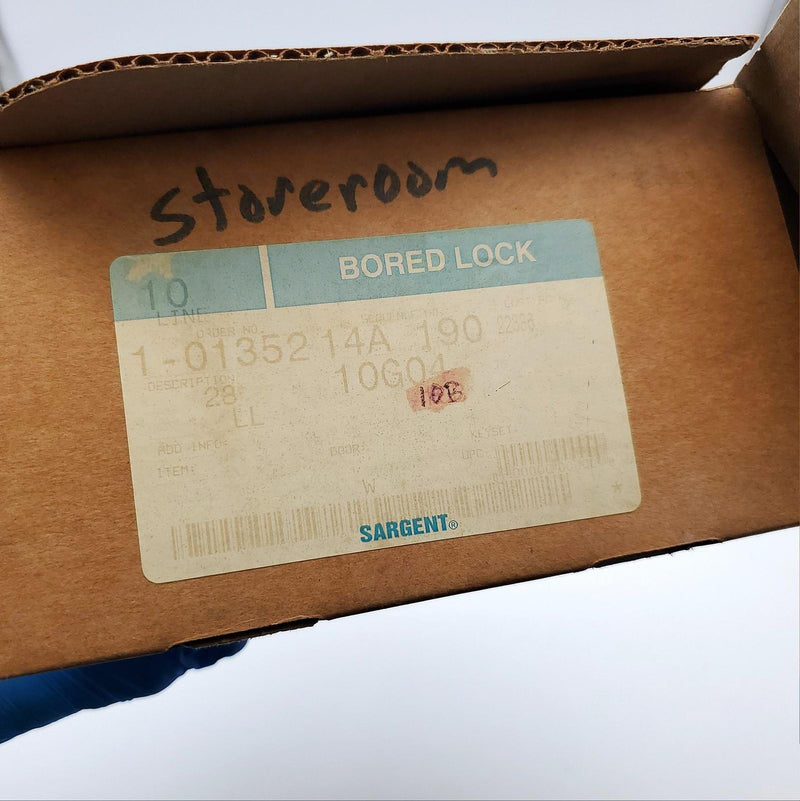 Storeroom
10
BORED LOCK
LINE
ORDER NO.
1-01352 14A 190
DESCRIPTION
10G04
28
10B
LL
ADD INFO:
DOOR:
KEYSET:
ITEM:
UPC
W
*
SARGENT®